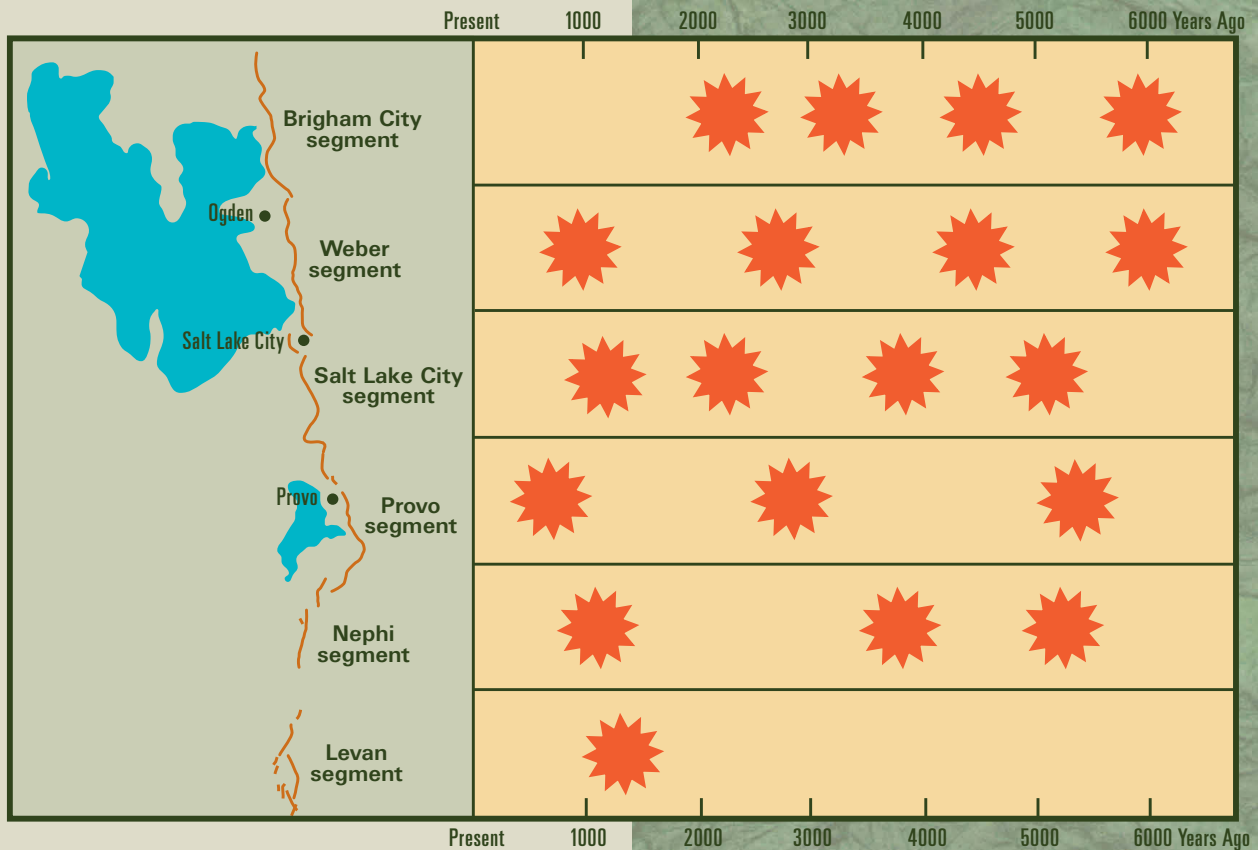 Present 1000 2000 3000 4000 5000 6000 Years Ago
Brigham City
segment
Ogden
Weber
segment
Salt Lake City
Salt Lake City
segment
Provo
Provo
segment
Nephi
segment
Levan
segment
Present 1000 2000 3000 4000 5000 6000 Years Ago